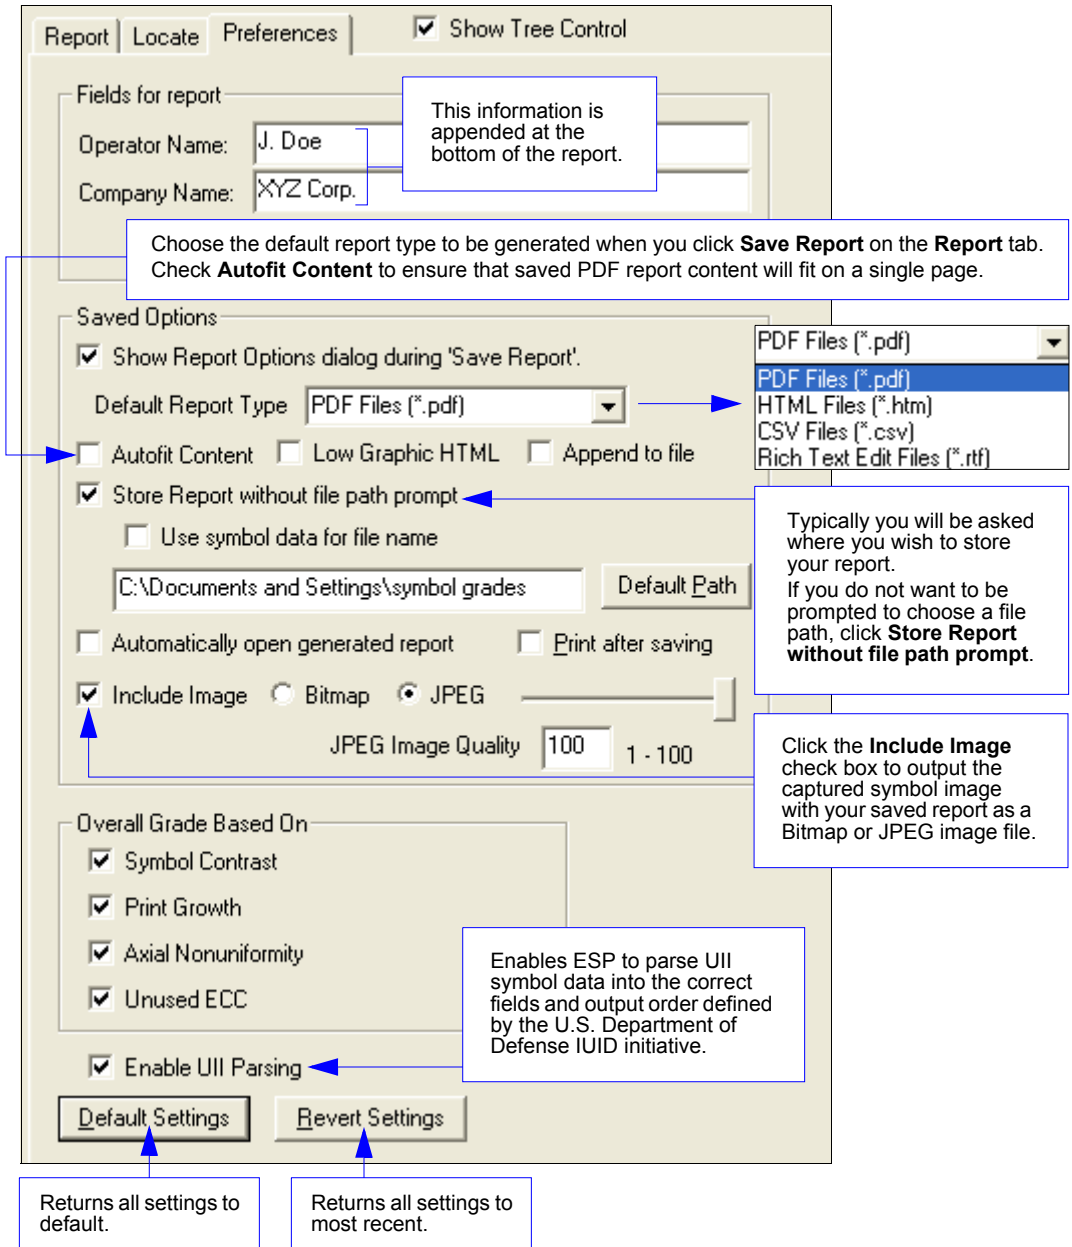 Report Locate Preferences Show Tree Control
Fields for report
Operator Name: J. Doe
Company Name: XYZ Corp.
This information is
appended at the
bottom of the report.
Choose the default report type to be generated when you click Save Report on the Report tab.
Check Autofit Content to ensure that saved PDF report content will fit on a single page.
Saved Options
Show Report Options dialog during 'Save Report'.
Default Report Type PDF Files (*.pdf)
PDF Files (*.pdf)
PDF Files (*.pdf)
HTML Files (*.htm)
CSV Files (*.csv)
Rich Text Edit Files (*.rtf)
Autofit Content Low Graphic HTML Append to file
Store Report without file path prompt
Use symbol data for file name
C:\Documents and Settings\symbol grades Default Path
Typically you will be asked
where you wish to store
your report.
If you do not want to be
prompted to choose a file
path, click Store Report
without file path prompt.
Automatically open generated report Print after saving
Include Image Bitmap JPEG
JPEG Image Quality 100 1 - 100
Click the Include Image
check box to output the
captured symbol image
with your saved report as a
Bitmap or JPEG image file.
Overall Grade Based On
Symbol Contrast
Print Growth
Axial Nonuniformity
Unused ECC
Enables ESP to parse UII
symbol data into the correct
fields and output order defined
by the U.S. Department of
Defense IUID initiative.
Enable UII Parsing
Default Settings Revert Settings
Returns all settings to
default.
Returns all settings to
most recent.